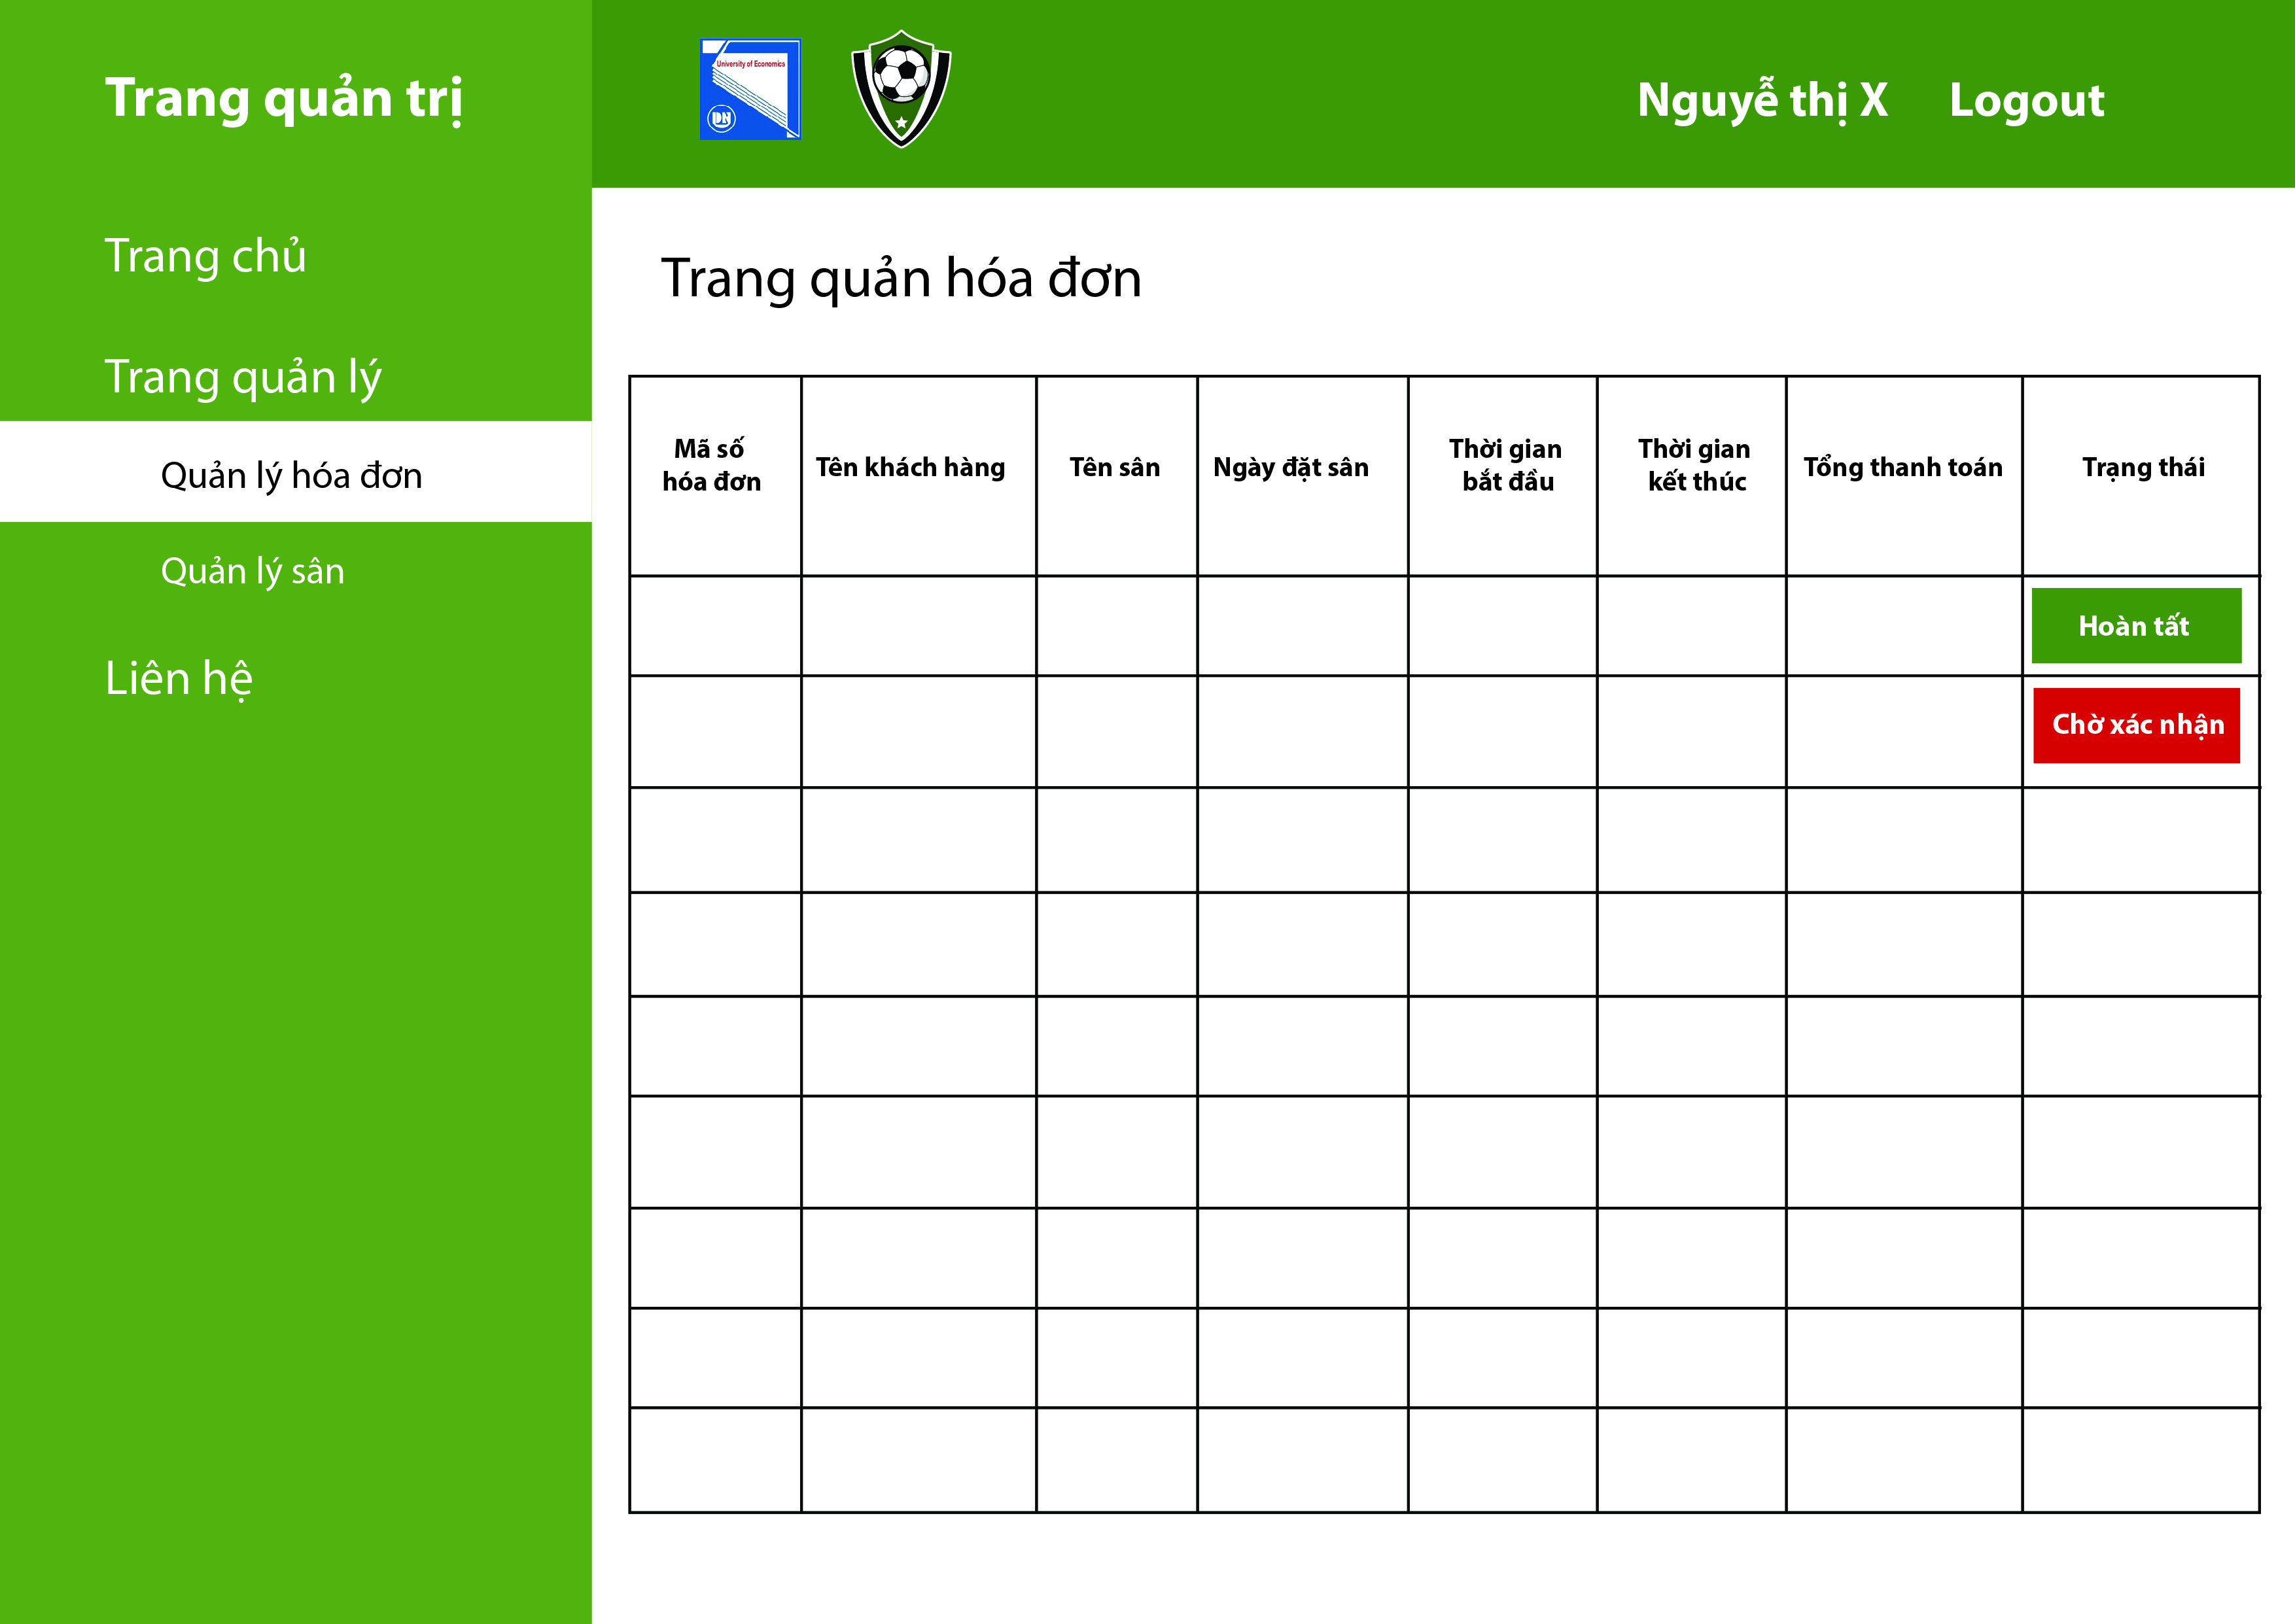 Trang quản trị
University of Economics
DN
Nguyễ thị X
Logout
Trang chủ
Trang quản lý
Quản lý hóa đơn
Quản lý sân
Liên hệ
Trang quản hóa đơn
Mã số
hóa đơn
Tên khách hàng
Tên sân
Ngày đặt sân
Thời gian
bắt đầu
Thời gian
kết thúc
Tổng thanh toán
Trạng thái
Hoàn tất
Chờ xác nhận